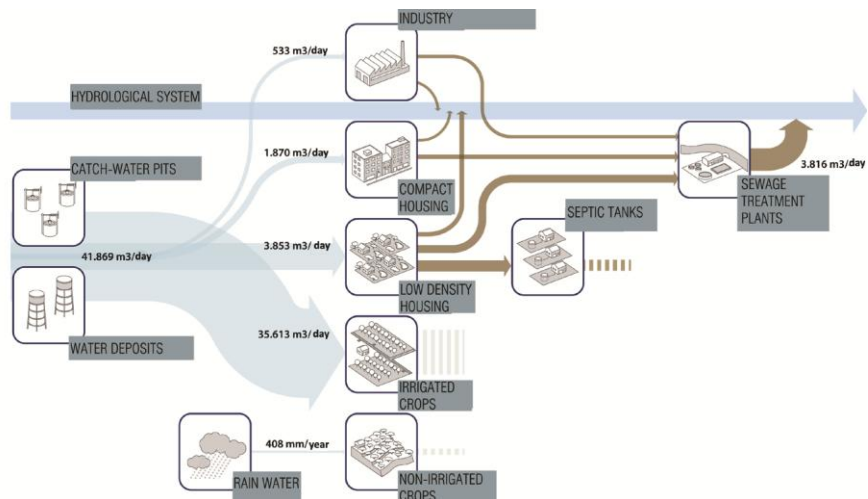 INDUSTRY
533 m3/day
HYDROLOGICAL SYSTEM
1.870 m3/day
3.816 m3/day
CATCH-WATER PITS
COMPACT
HOUSING
SEWAGE
TREATMENT
PLANTS
SEPTIC TANKS
41.869 m3/day
3.853 m3/day
LOW DENSITY
HOUSING
WATER DEPOSITS
35.613 m3/day
IRRIGATED
CROPS
408 mm/year
RAIN WATER
NON-IRRIGATED
CROPS